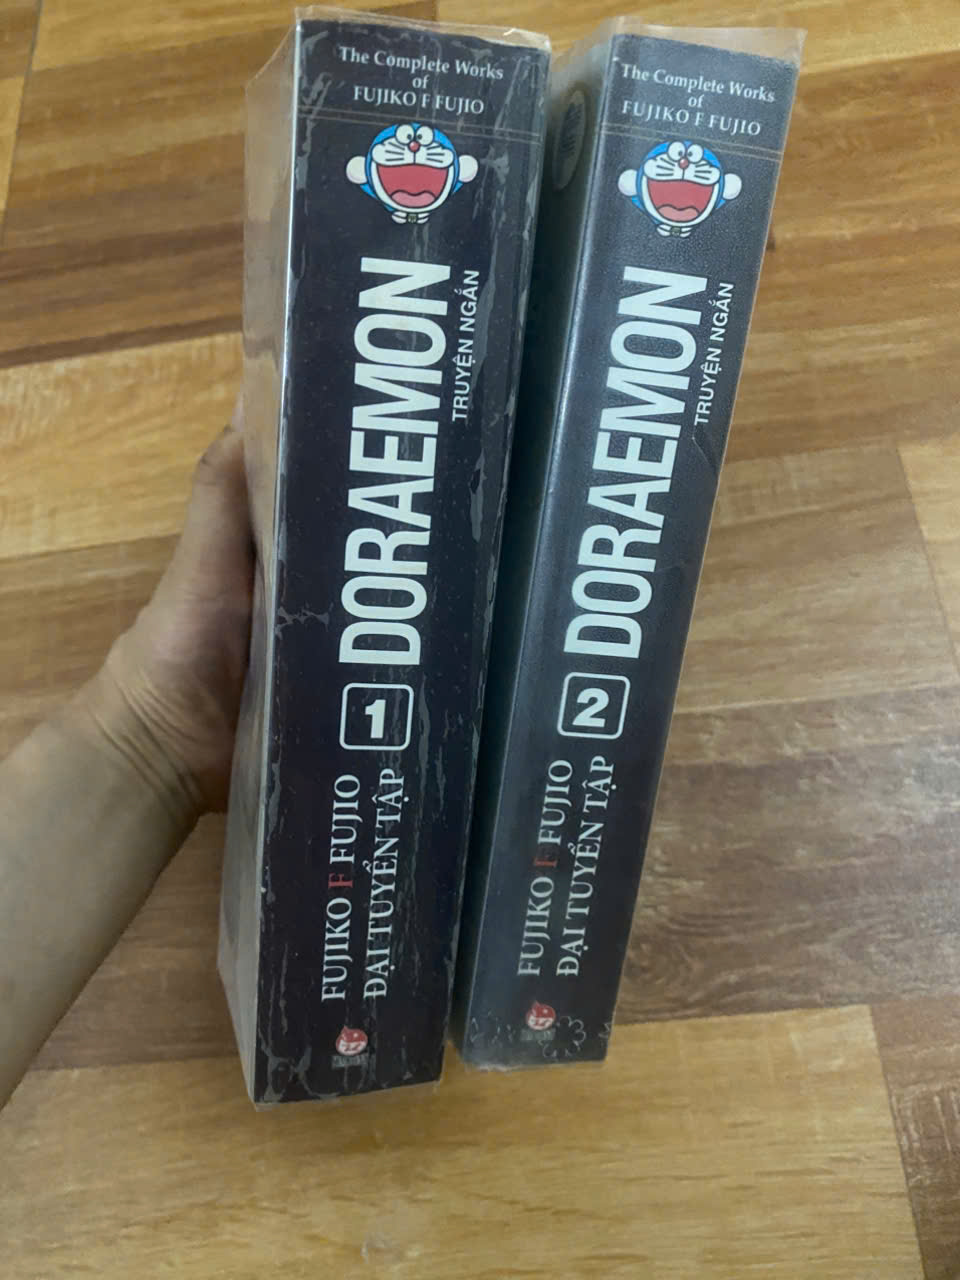 The Complete Works
of
FUJIKO F FUJIO
DORAEMON
TRUYỆN NGẮN
1
FUJIKO F FUJIO
ĐẠI TUYỂN TẬP
The Complete Works
of
FUJIKO F FUJIO
DORAEMON
TRUYỆN NGẮN
2
FUJIKO F FUJIO
ĐẠI TUYỂN TẬP